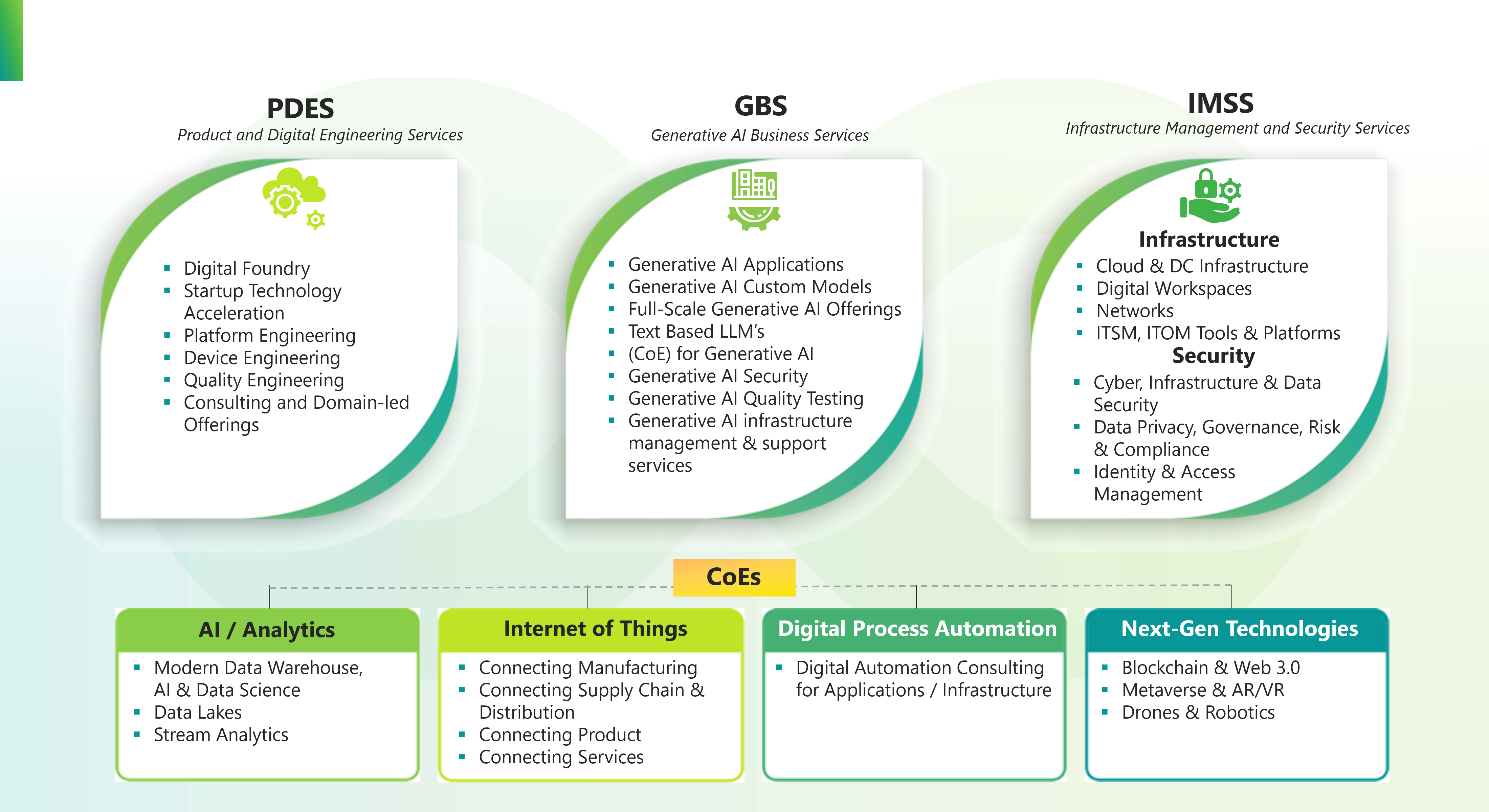 PDES
Product and Digital Engineering Services
Digital Foundry
Startup Technology
Acceleration
Platform Engineering
Device Engineering
Quality Engineering
Consulting and Domain-led
Offerings
GBS
Generative AI Business Services
Generative AI Applications
Generative AI Custom Models
Full-Scale Generative AI Offerings
Text Based LLM's
(CoE) for Generative AI
Generative AI Security
Generative AI Quality Testing
Generative AI infrastructure
management & support
services
IMSS
Infrastructure Management and Security Services
Infrastructure
Cloud & DC Infrastructure
Digital Workspaces
Networks
ITSM, ITOM Tools & Platforms
Security
Cyber, Infrastructure & Data
Security
Data Privacy, Governance, Risk
& Compliance
Identity & Access
Management
CoEs
AI / Analytics
Modern Data Warehouse,
AI & Data Science
Data Lakes
Stream Analytics
Internet of Things
Connecting Manufacturing
Connecting Supply Chain &
Distribution
Connecting Product
Connecting Services
Digital Process Automation
Digital Automation Consulting
for Applications / Infrastructure
Next-Gen Technologies
Blockchain & Web 3.0
Metaverse & AR/VR
Drones & Robotics